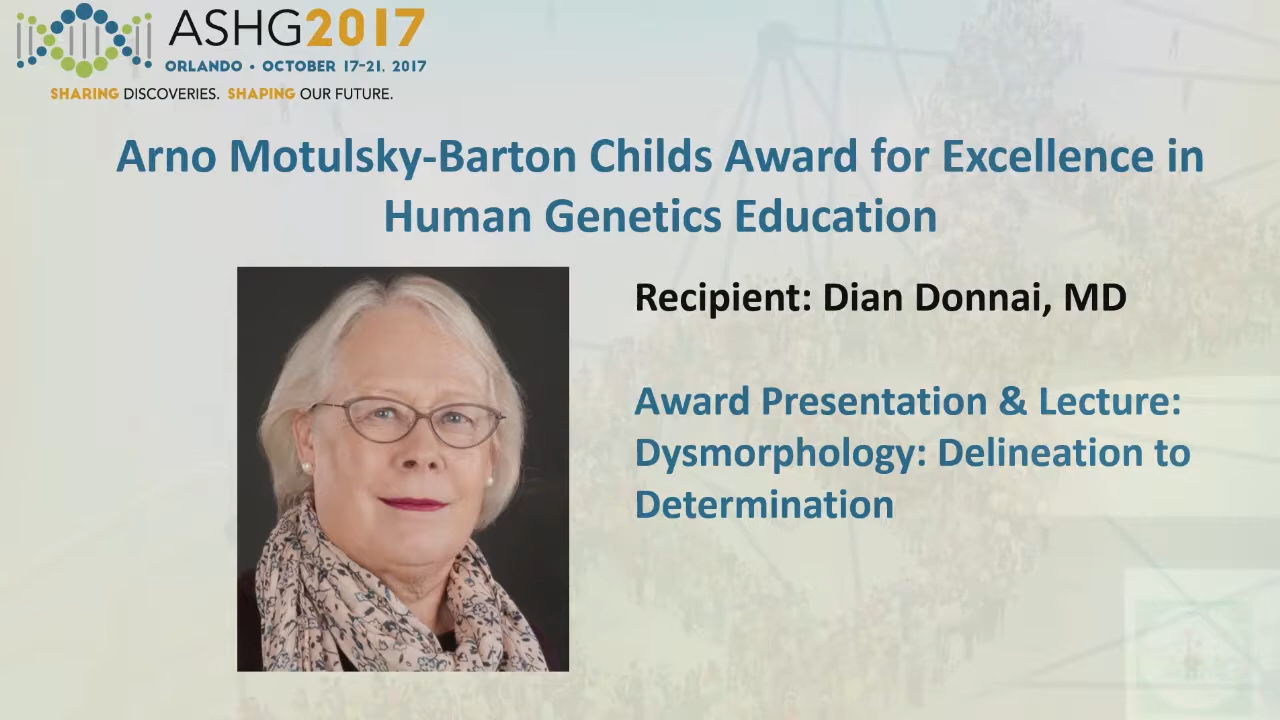 ASHG2017
ORLANDO • OCTOBER 17-21, 2017
SHARING DISCOVERIES. SHAPING OUR FUTURE.
Arno Motulsky-Barton Childs Award for Excellence in
Human Genetics Education
Recipient: Dian Donnai, MD
Award Presentation & Lecture:
Dysmorphology: Delineation to
Determination